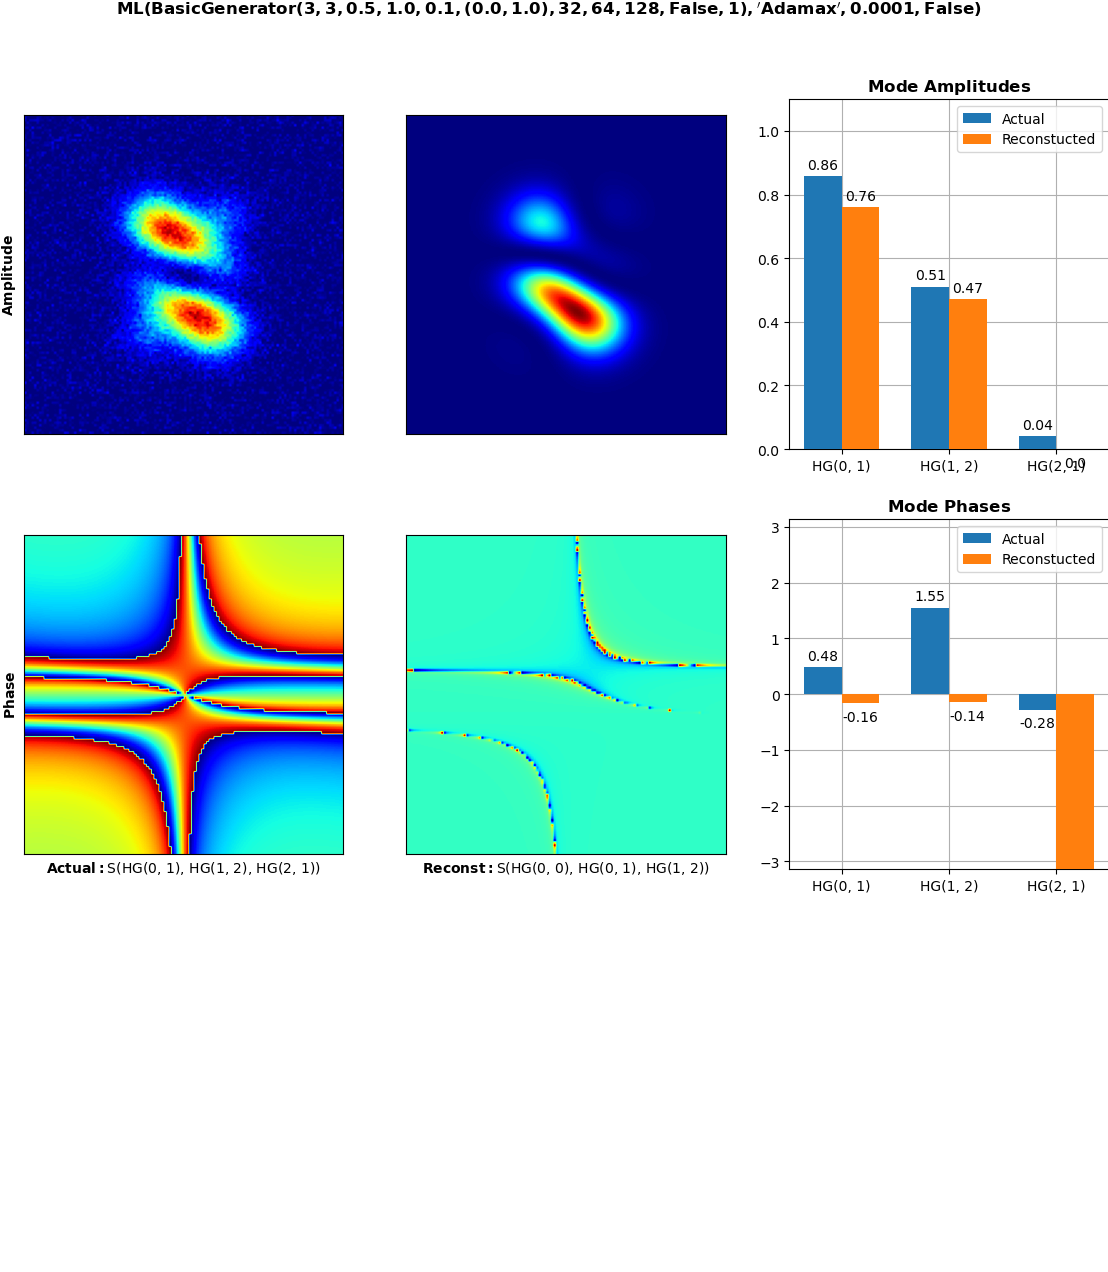 ML(BasicGenerator(3, 3, 0.5, 1.0, 0.1, (0.0, 1.0), 32, 64, 128, False, 1), ′Adamax′, 0.0001, False)
Amplitude
Mode Amplitudes
Actual
Reconstucted
1.0
0.8
0.6
0.4
0.2
0.0
0.86
0.76
0.51
0.47
0.04
0.0
HG(0, 1)
HG(1, 2)
HG(2, 1)
Phase
Actual: S(HG(0, 1), HG(1, 2), HG(2, 1))
Reconst: S(HG(0, 0), HG(0, 1), HG(1, 2))
Mode Phases
Actual
Reconstucted
3
2
1
0
−1
−2
−3
0.48
-0.16
1.55
-0.14
-0.28
HG(0, 1)
HG(1, 2)
HG(2, 1)